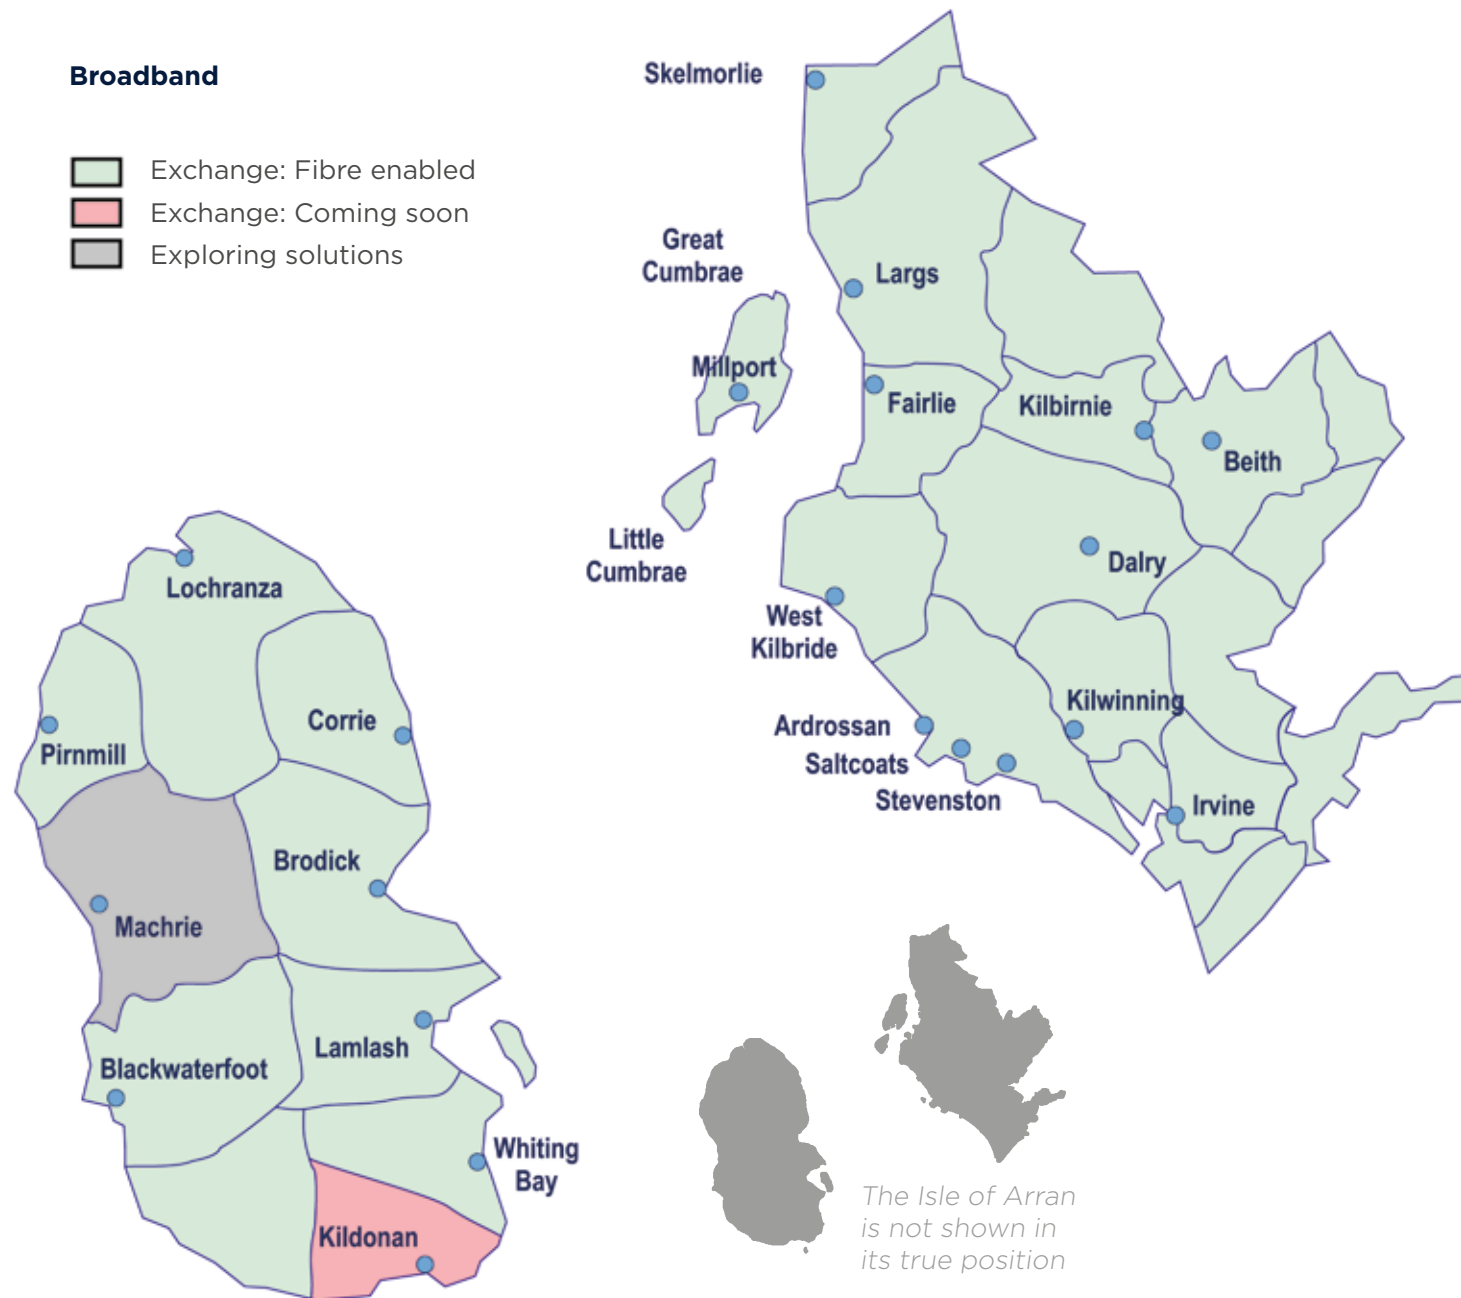 Broadband
Exchange: Fibre enabled
Exchange: Coming soon
Exploring solutions
Skelmorlie
Great
Cumbrae
Largs
Millport
Fairlie
Kilbirnie
Beith
Little
Cumbrae
Dalry
West
Kilbride
Kilwinning
Ardrossan
Saltcoats
Stevenston
Irvine
Lochranza
Corrie
Pirnmill
Brodick
Machrie
Lamlash
Blackwaterfoot
Whiting
Bay
Kildonan
The Isle of Arran
is not shown in
its true position